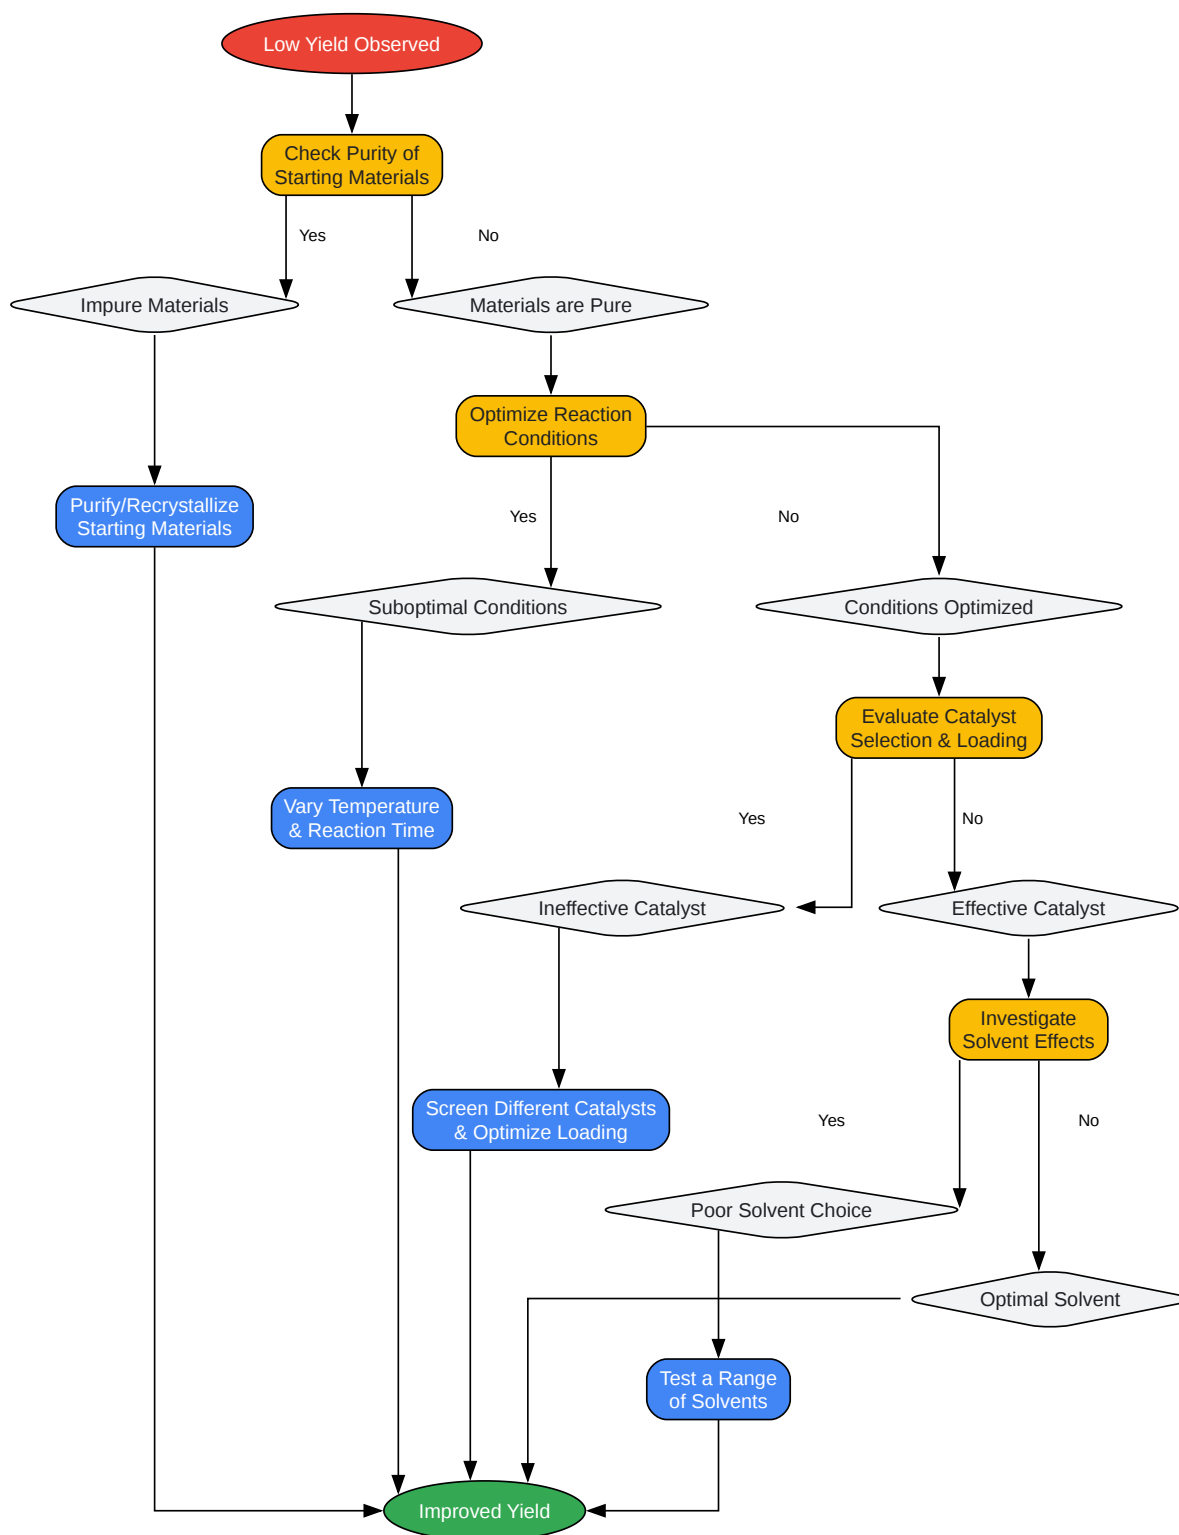 Low Yield Observed
Check Purity of
Starting Materials
Yes
No
Impure Materials
Materials are Pure
Optimize Reaction
Conditions
Purify/Recrystallize
Starting Materials
Yes
No
Suboptimal Conditions
Conditions Optimized
Evaluate Catalyst
Selection & Loading
Vary Temperature
& Reaction Time
Yes
No
Ineffective Catalyst
Effective Catalyst
Investigate
Solvent Effects
Screen Different Catalysts
& Optimize Loading
Yes
No
Poor Solvent Choice
Optimal Solvent
Test a Range
of Solvents
Improved Yield